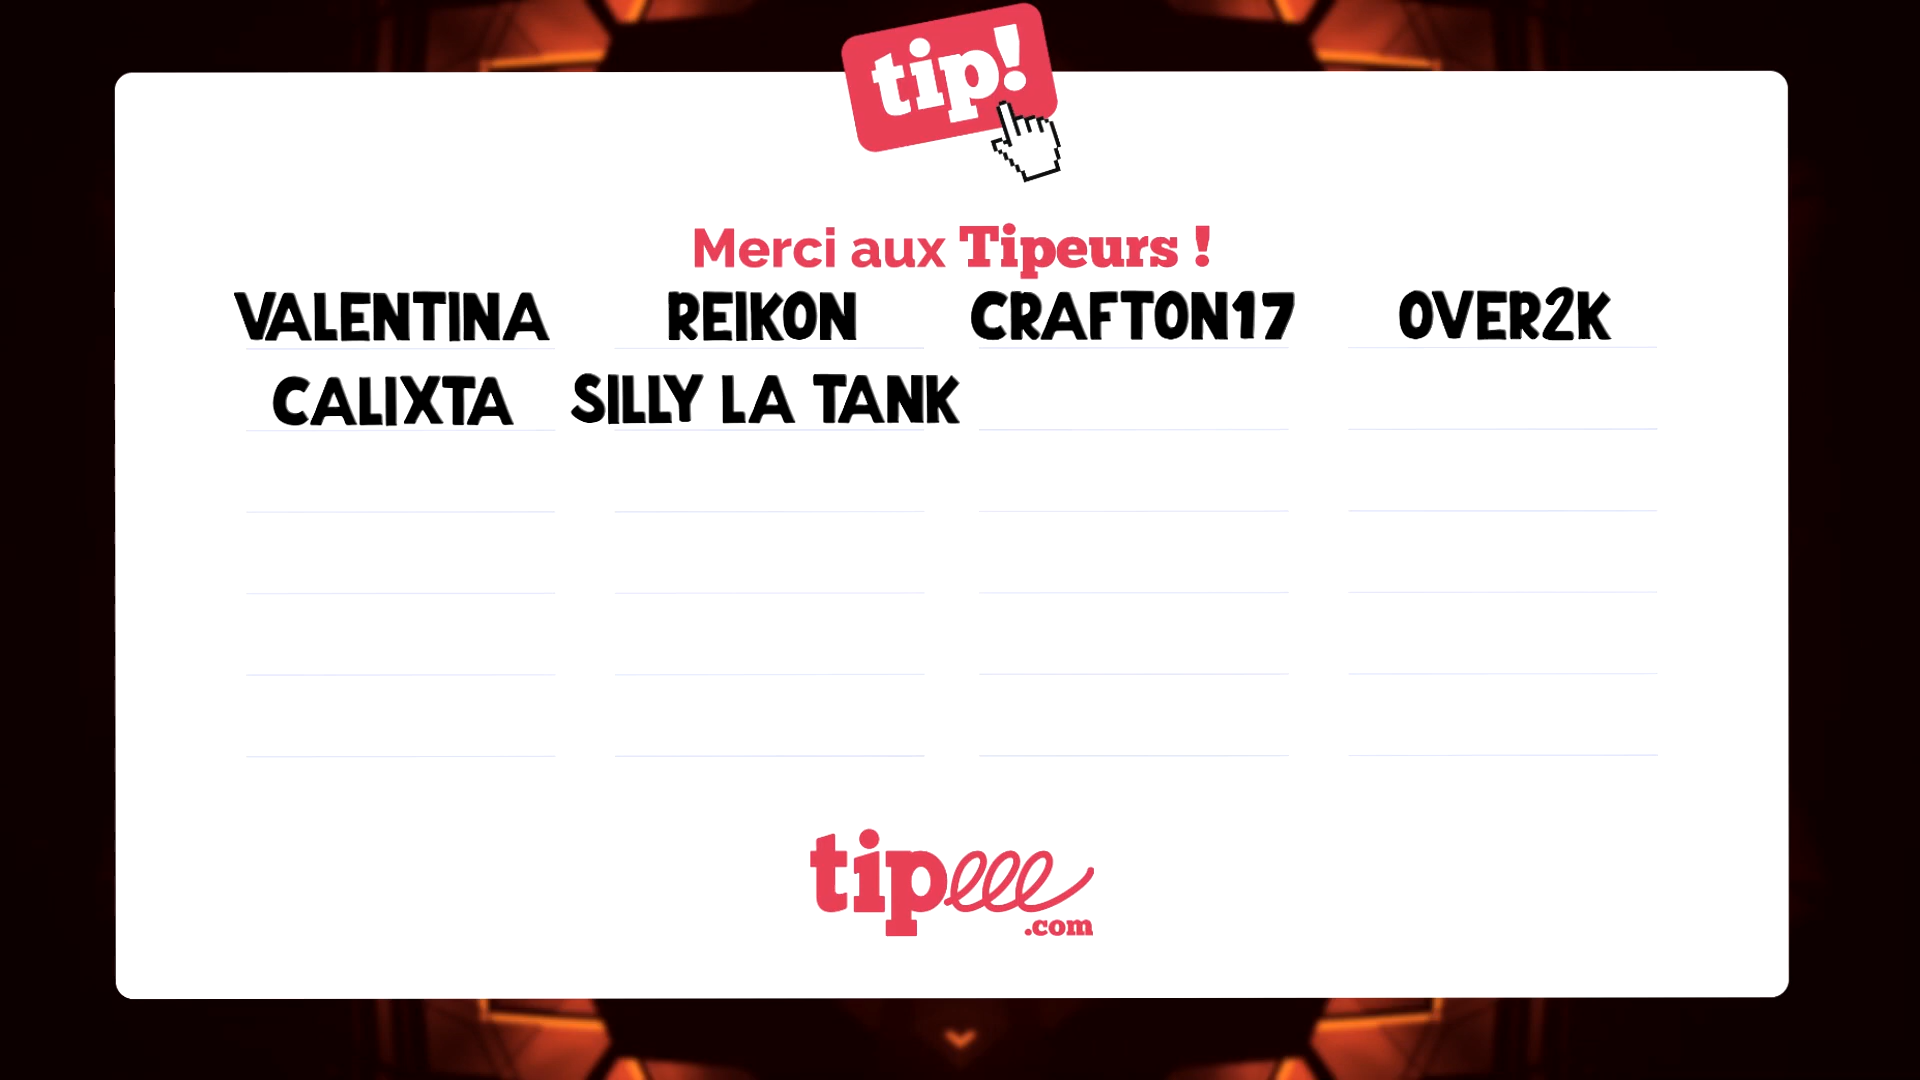 tip!
Merci aux Tipeurs !
VALENTINA REIKON CRAFTON17 OVER2K
CALIXTA SILLY LA TANK
tipeee
.com